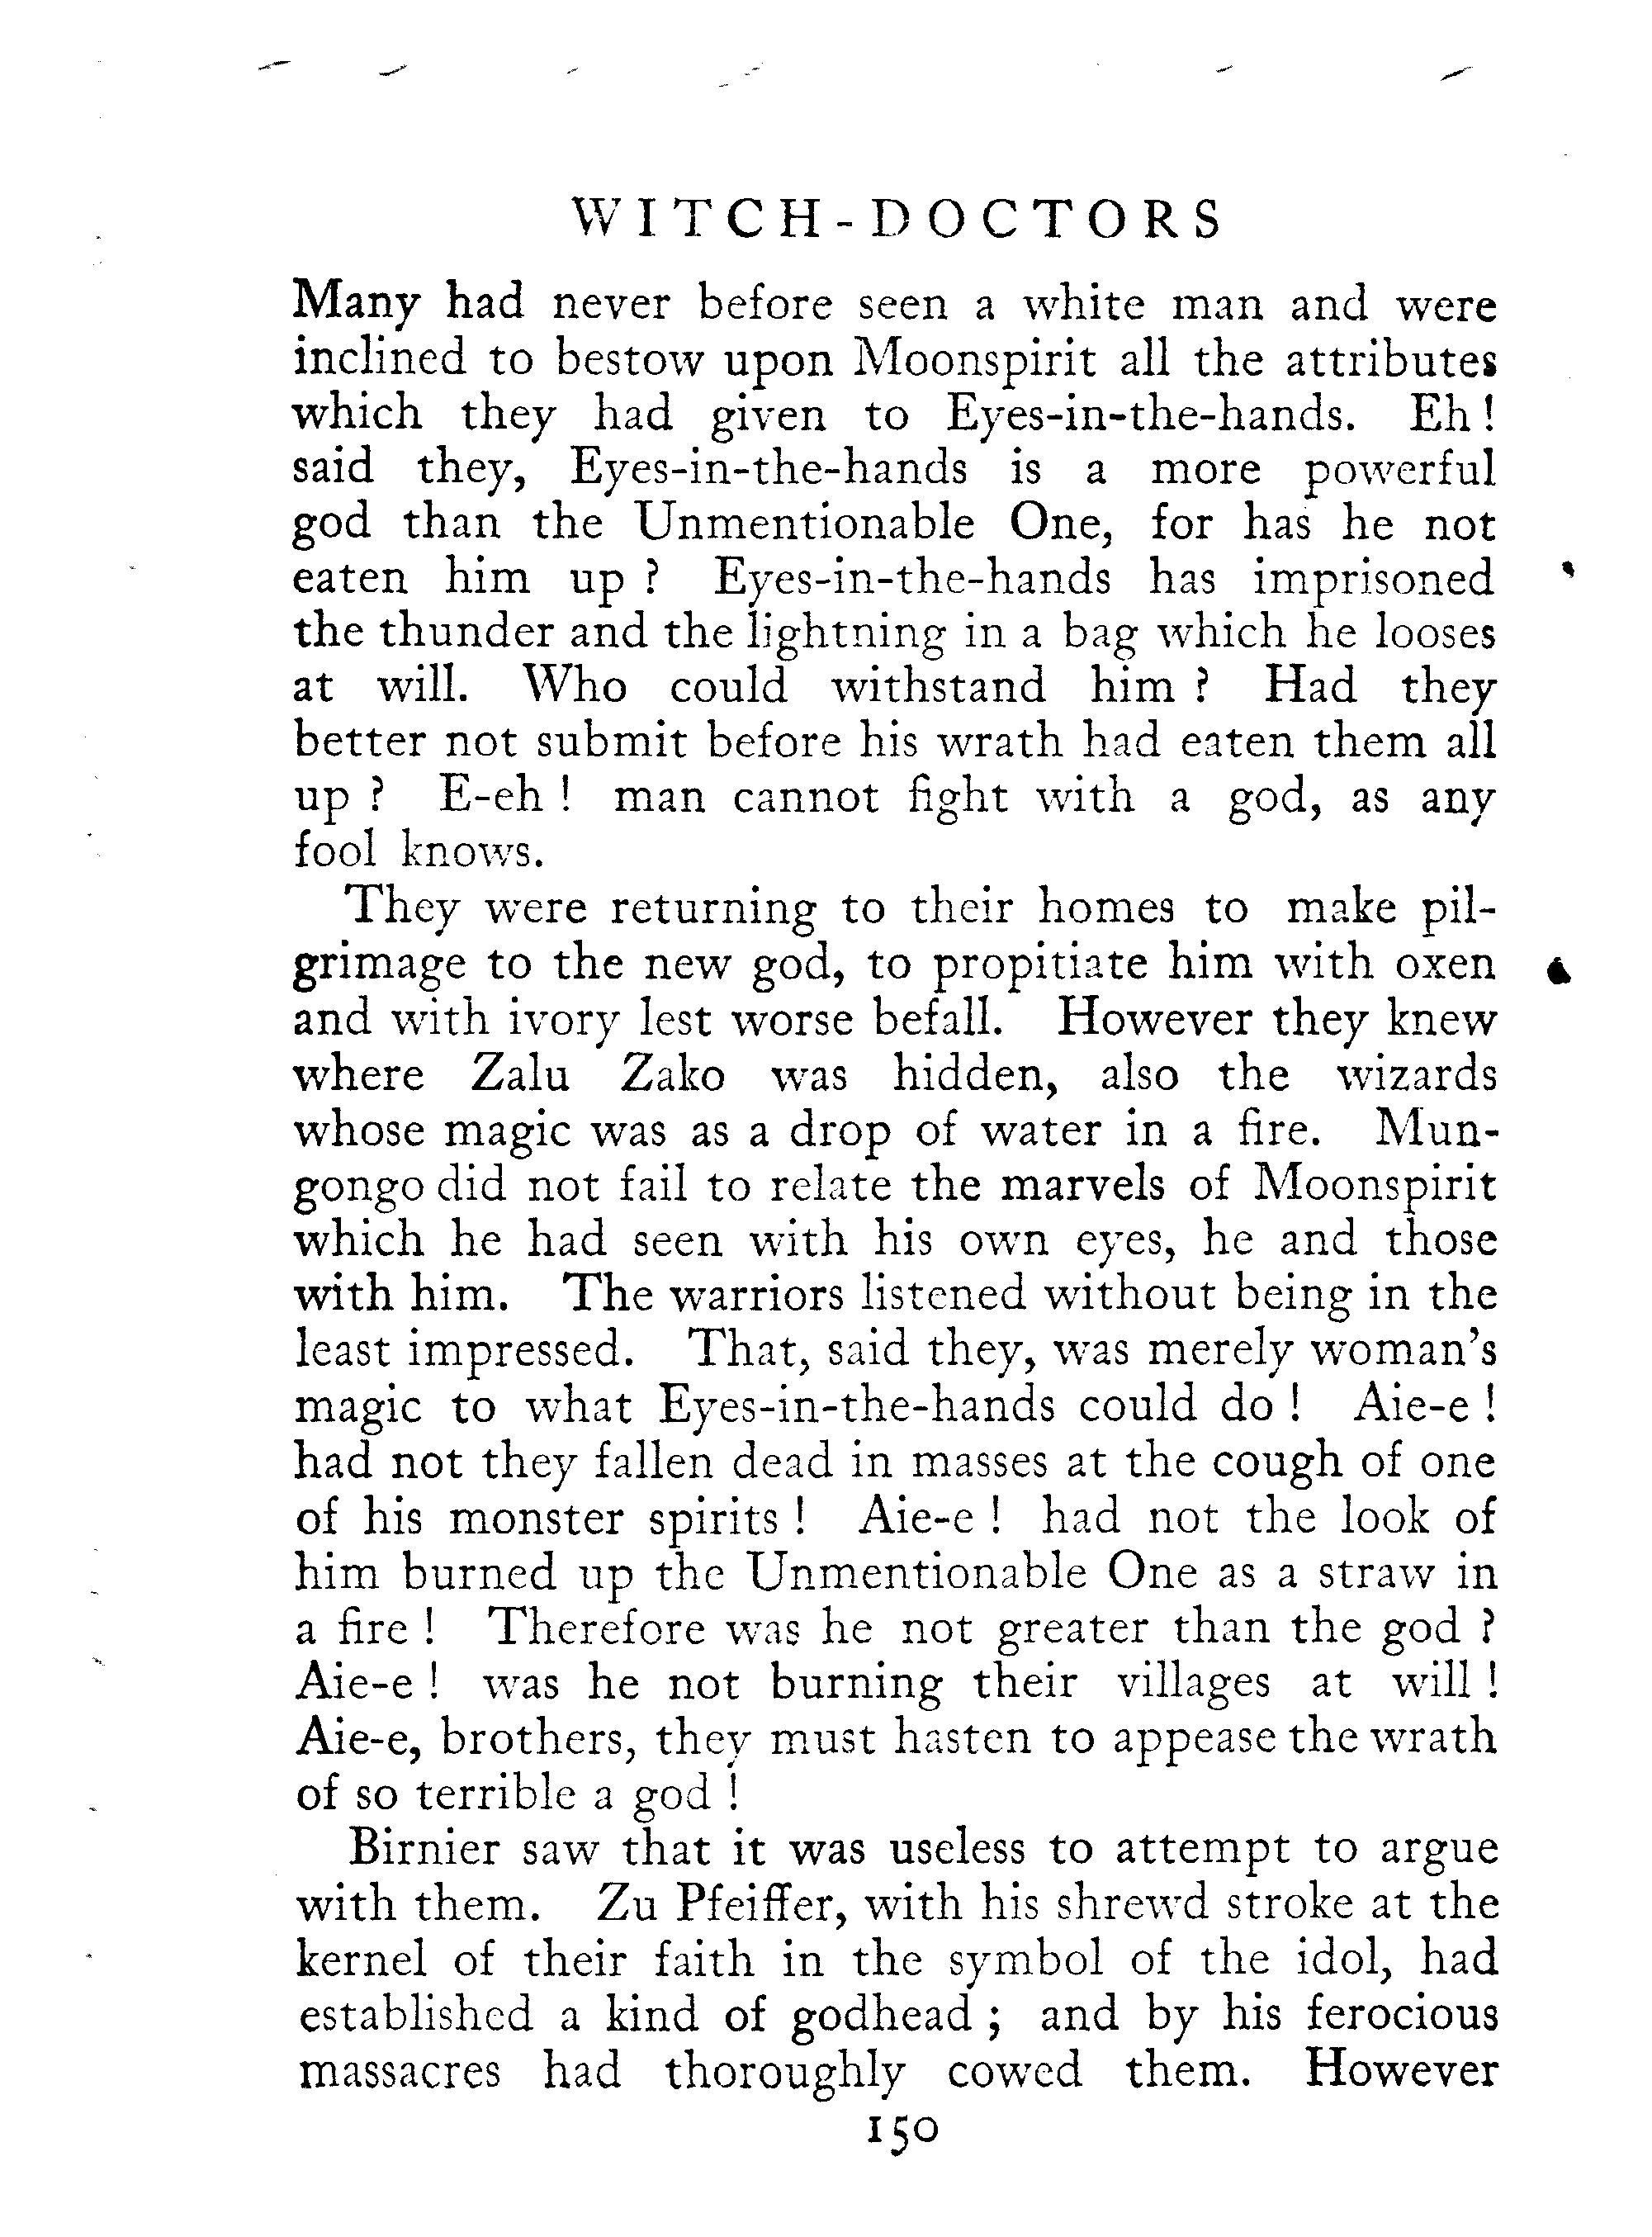 WITCH-DOCTORS
Many had never before seen a white man and were
inclined to bestow upon Moonspirit all the attributes
which they had given to Eyes-in-the-hands. Eh!
said they, Eyes-in-the-hands is a more powerful
god than the Unmentionable One, for has he not
eaten him up? Eyes-in-the-hands has imprisoned
the thunder and the lightning in a bag which he looses
at will. Who could withstand him? Had they
better not submit before his wrath had eaten them all
up? E-eh! man cannot fight with a god, as any
fool knows.
They were returning to their homes to make pil-
grimage to the new god, to propitiate him with oxen
and with ivory lest worse befall. However they knew
where Zalu Zako was hidden, also the wizards
whose magic was as a drop of water in a fire. Mun-
gongo did not fail to relate the marvels of Moonspirit
which he had seen with his own eyes, he and those
with him. The warriors listened without being in the
least impressed. That, said they, was merely woman's
magic to what Eyes-in-the-hands could do! Aie-e!
had not they fallen dead in masses at the cough of one
of his monster spirits! Aie-e! had not the look of
him burned up the Unmentionable One as a straw in
a fire! Therefore was he not greater than the god?
Aie-e! was he not burning their villages at will!
Aie-e, brothers, they must hasten to appease the wrath
of so terrible a god!
Birnier saw that it was useless to attempt to argue
with them. Zu Pfeiffer, with his shrewd stroke at the
kernel of their faith in the symbol of the idol, had
established a kind of godhead; and by his ferocious
massacres had thoroughly cowed them. However
150